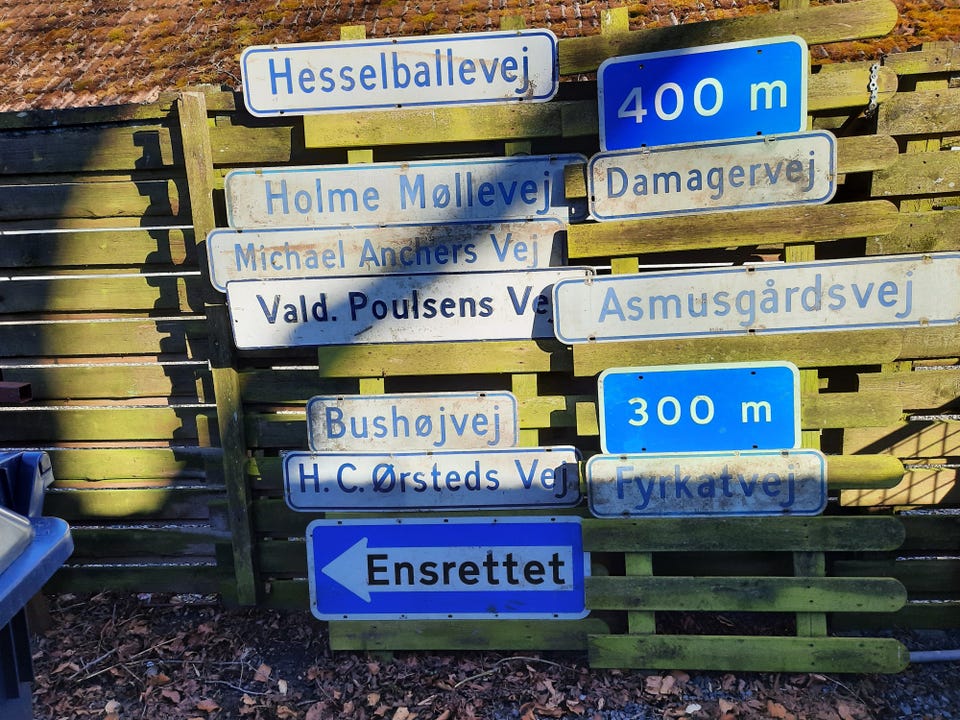 Hesselballevej
400 m
Holme Møllevej
Damagervej
Michael Anchers Vej
Vald. Poulsens Vej
Asmusgårdsvej
Bushøjvej
300 m
H. C. Ørsteds Vej
Fyrkatvej
Ensrettet